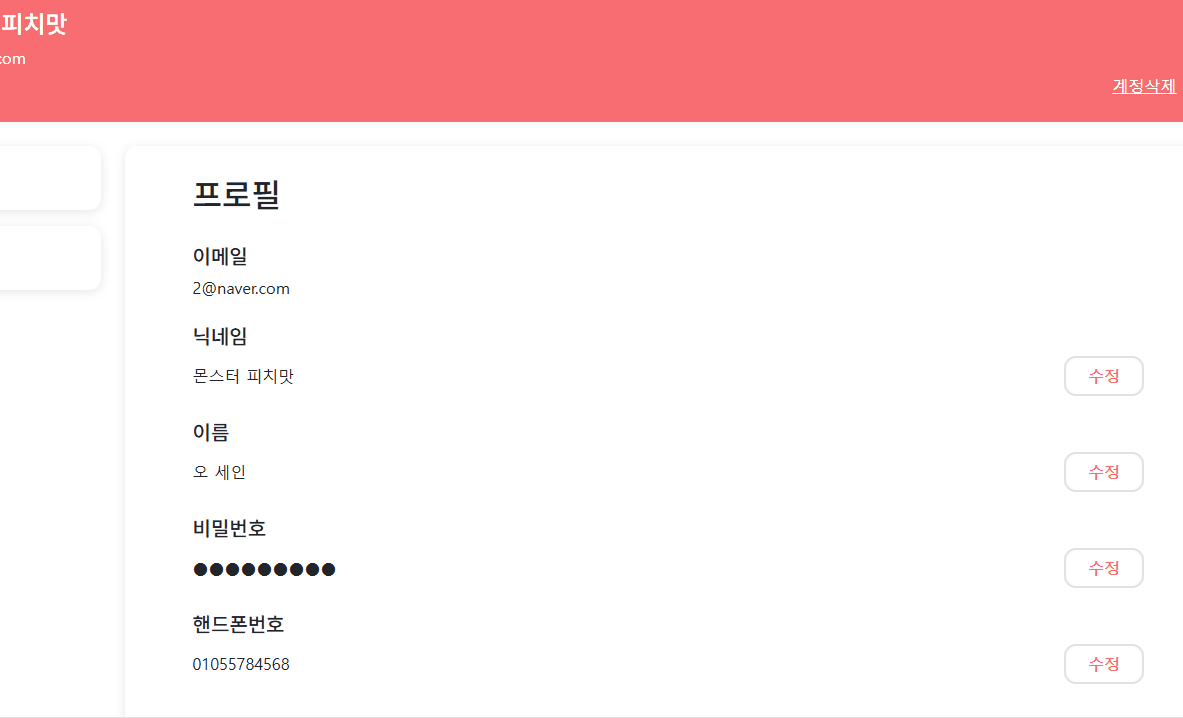 피치맛
com
계정삭제
프로필
이메일
2@naver.com
닉네임
몬스터 피치맛
수정
이름
오 세인
수정
비밀번호
●●●●●●●●●
수정
핸드폰번호
01055784568
수정